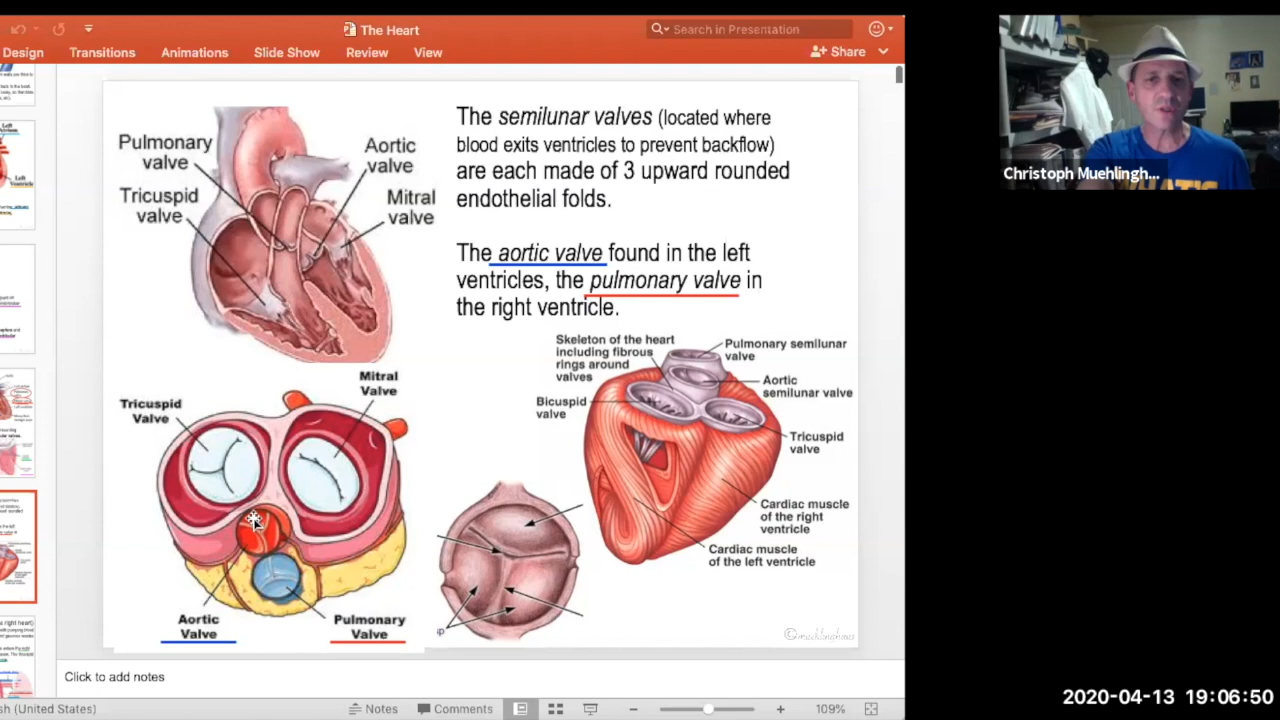 The Heart
Search in Presentation
Design
Transitions
Animations
Slide Show
Review
View
Share
Pulmonary
valve
Tricuspid
valve
Aortic
valve
Mitral
valve
The semilunar valves (located where
blood exits ventricles to prevent backflow)
are each made of 3 upward rounded
endothelial folds.
The aortic valve found in the left
ventricles, the pulmonary valve in
the right ventricle.
Tricuspid
Valve
Mitral
Valve
Aortic
Valve
Pulmonary
Valve
Skeleton of the heart
including fibrous
rings around
valves
Bicuspid
valve
Pulmonary semilunar
valve
Aortic
semilunar valve
Tricuspid
valve
Cardiac muscle
of the right
ventricle
Cardiac muscle
of the left ventricle
Click to add notes
sh (United States)
Notes
Comments
109%
Christoph Muehlingh...
2020-04-13 19:06:50